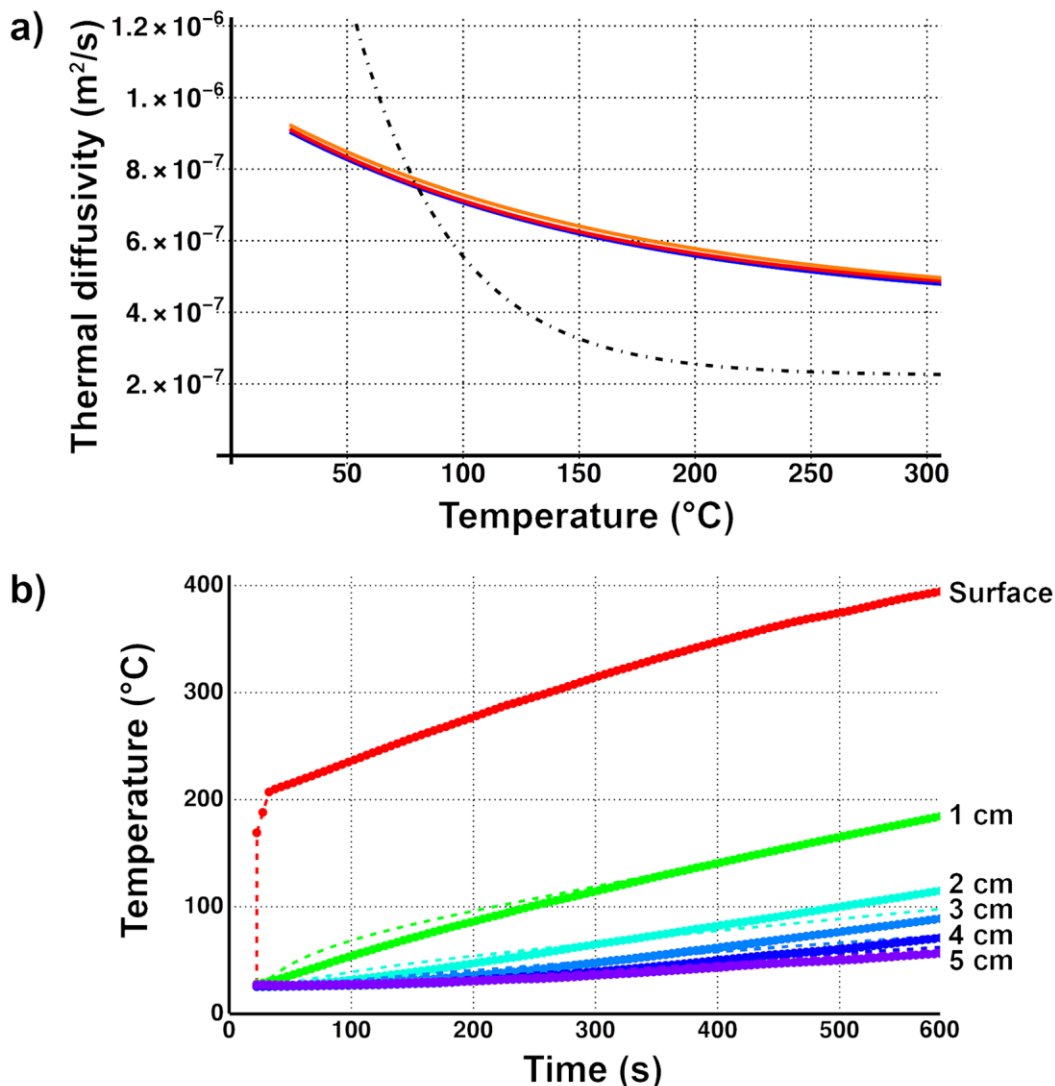 a)
Thermal diffusivity (m²/s)
1.2 × 10⁻⁶
1. × 10⁻⁶
8. × 10⁻⁷
6. × 10⁻⁷
4. × 10⁻⁷
2. × 10⁻⁷
50 100 150 200 250 300
Temperature (°C)
b)
Temperature (°C)
400
300
200
100
0
Surface
1 cm
2 cm
3 cm
4 cm
5 cm
0 100 200 300 400 500 600
Time (s)